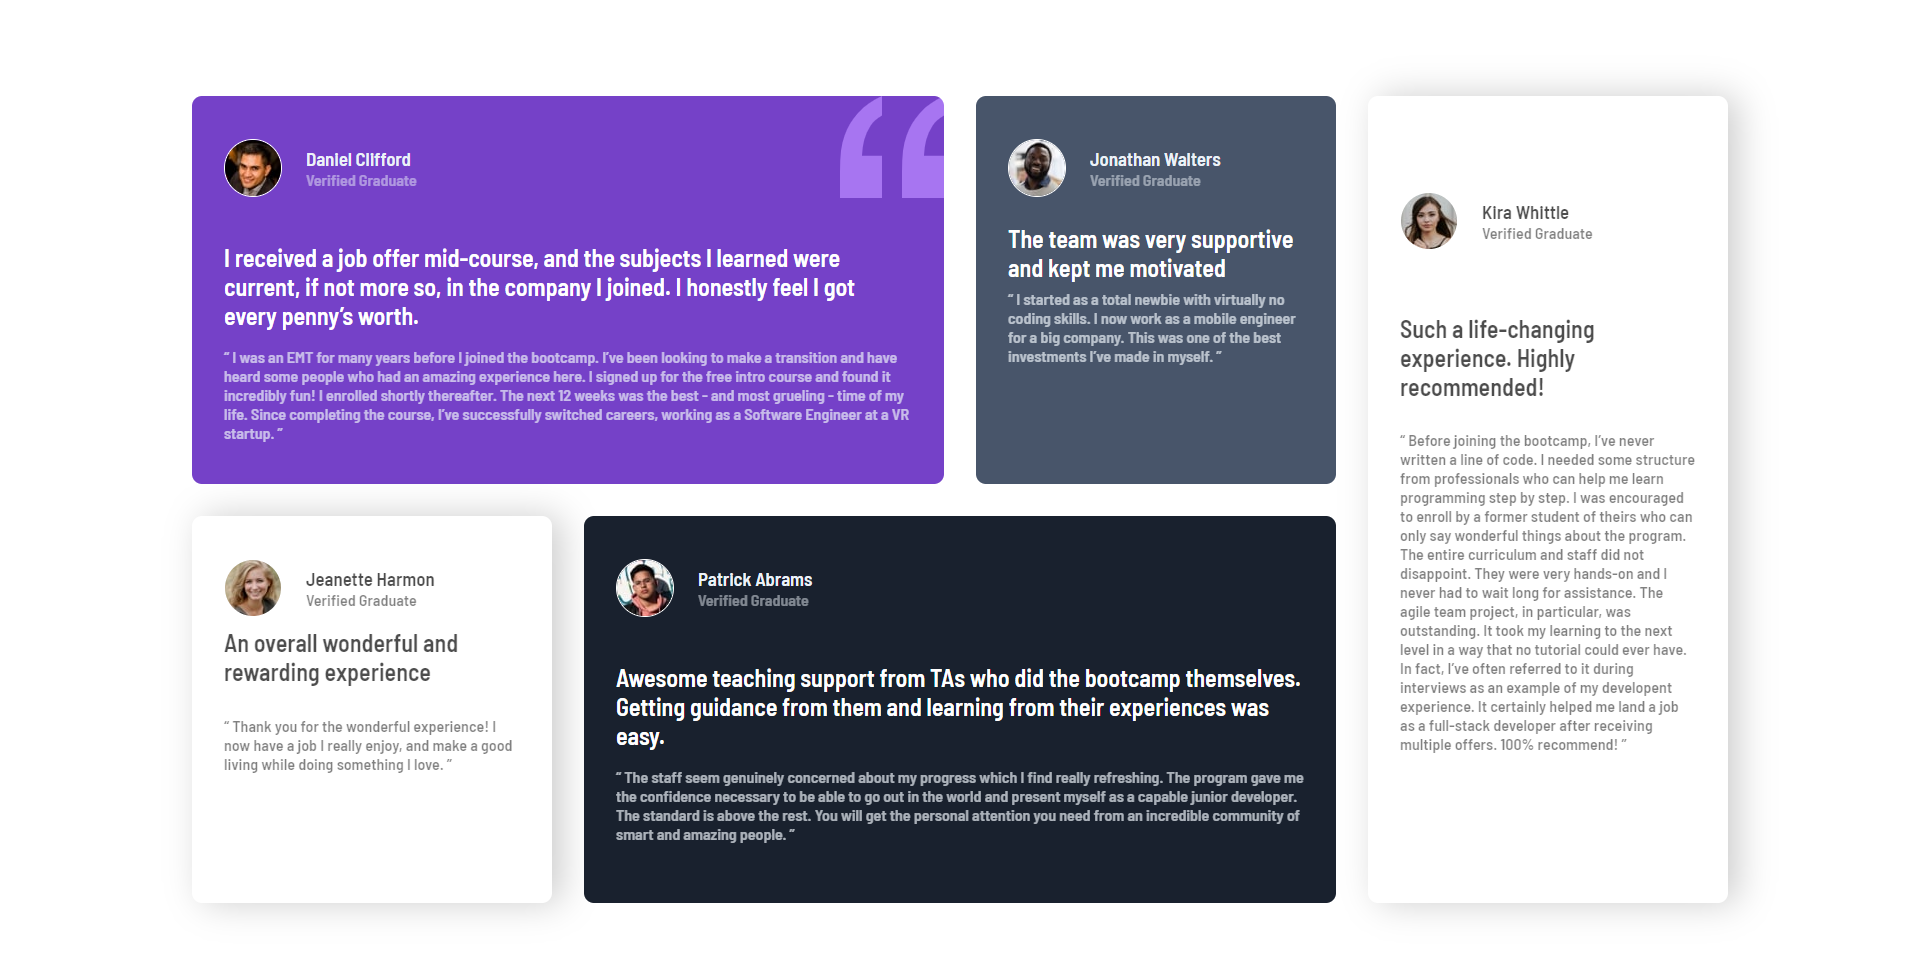 Daniel Clifford
Verified Graduate
I received a job offer mid-course, and the subjects I learned were
current, if not more so, in the company I joined. I honestly feel I got
every penny’s worth.
“ I was an EMT for many years before I joined the bootcamp. I’ve been looking to make a transition and have
heard some people who had an amazing experience here. I signed up for the free intro course and found it
incredibly fun! I enrolled shortly thereafter. The next 12 weeks was the best - and most grueling - time of my
life. Since completing the course, I’ve successfully switched careers, working as a Software Engineer at a VR
startup. ”
Jonathan Walters
Verified Graduate
The team was very supportive
and kept me motivated
“ I started as a total newbie with virtually no
coding skills. I now work as a mobile engineer
for a big company. This was one of the best
investments I’ve made in myself. ”
Kira Whittle
Verified Graduate
Such a life-changing
experience. Highly
recommended!
“ Before joining the bootcamp, I’ve never
written a line of code. I needed some structure
from professionals who can help me learn
programming step by step. I was encouraged
to enroll by a former student of theirs who can
only say wonderful things about the program.
The entire curriculum and staff did not
disappoint. They were very hands-on and I
never had to wait long for assistance. The
agile team project, in particular, was
outstanding. It took my learning to the next
level in a way that no tutorial could ever have.
In fact, I’ve often referred to it during
interviews as an example of my developent
experience. It certainly helped me land a job
as a full-stack developer after receiving
multiple offers. 100% recommend! ”
Jeanette Harmon
Verified Graduate
An overall wonderful and
rewarding experience
“ Thank you for the wonderful experience! I
now have a job I really enjoy, and make a good
living while doing something I love. ”
Patrick Abrams
Verified Graduate
Awesome teaching support from TAs who did the bootcamp themselves.
Getting guidance from them and learning from their experiences was
easy.
“ The staff seem genuinely concerned about my progress which I find really refreshing. The program gave me
the confidence necessary to be able to go out in the world and present myself as a capable junior developer.
The standard is above the rest. You will get the personal attention you need from an incredible community of
smart and amazing people. ”